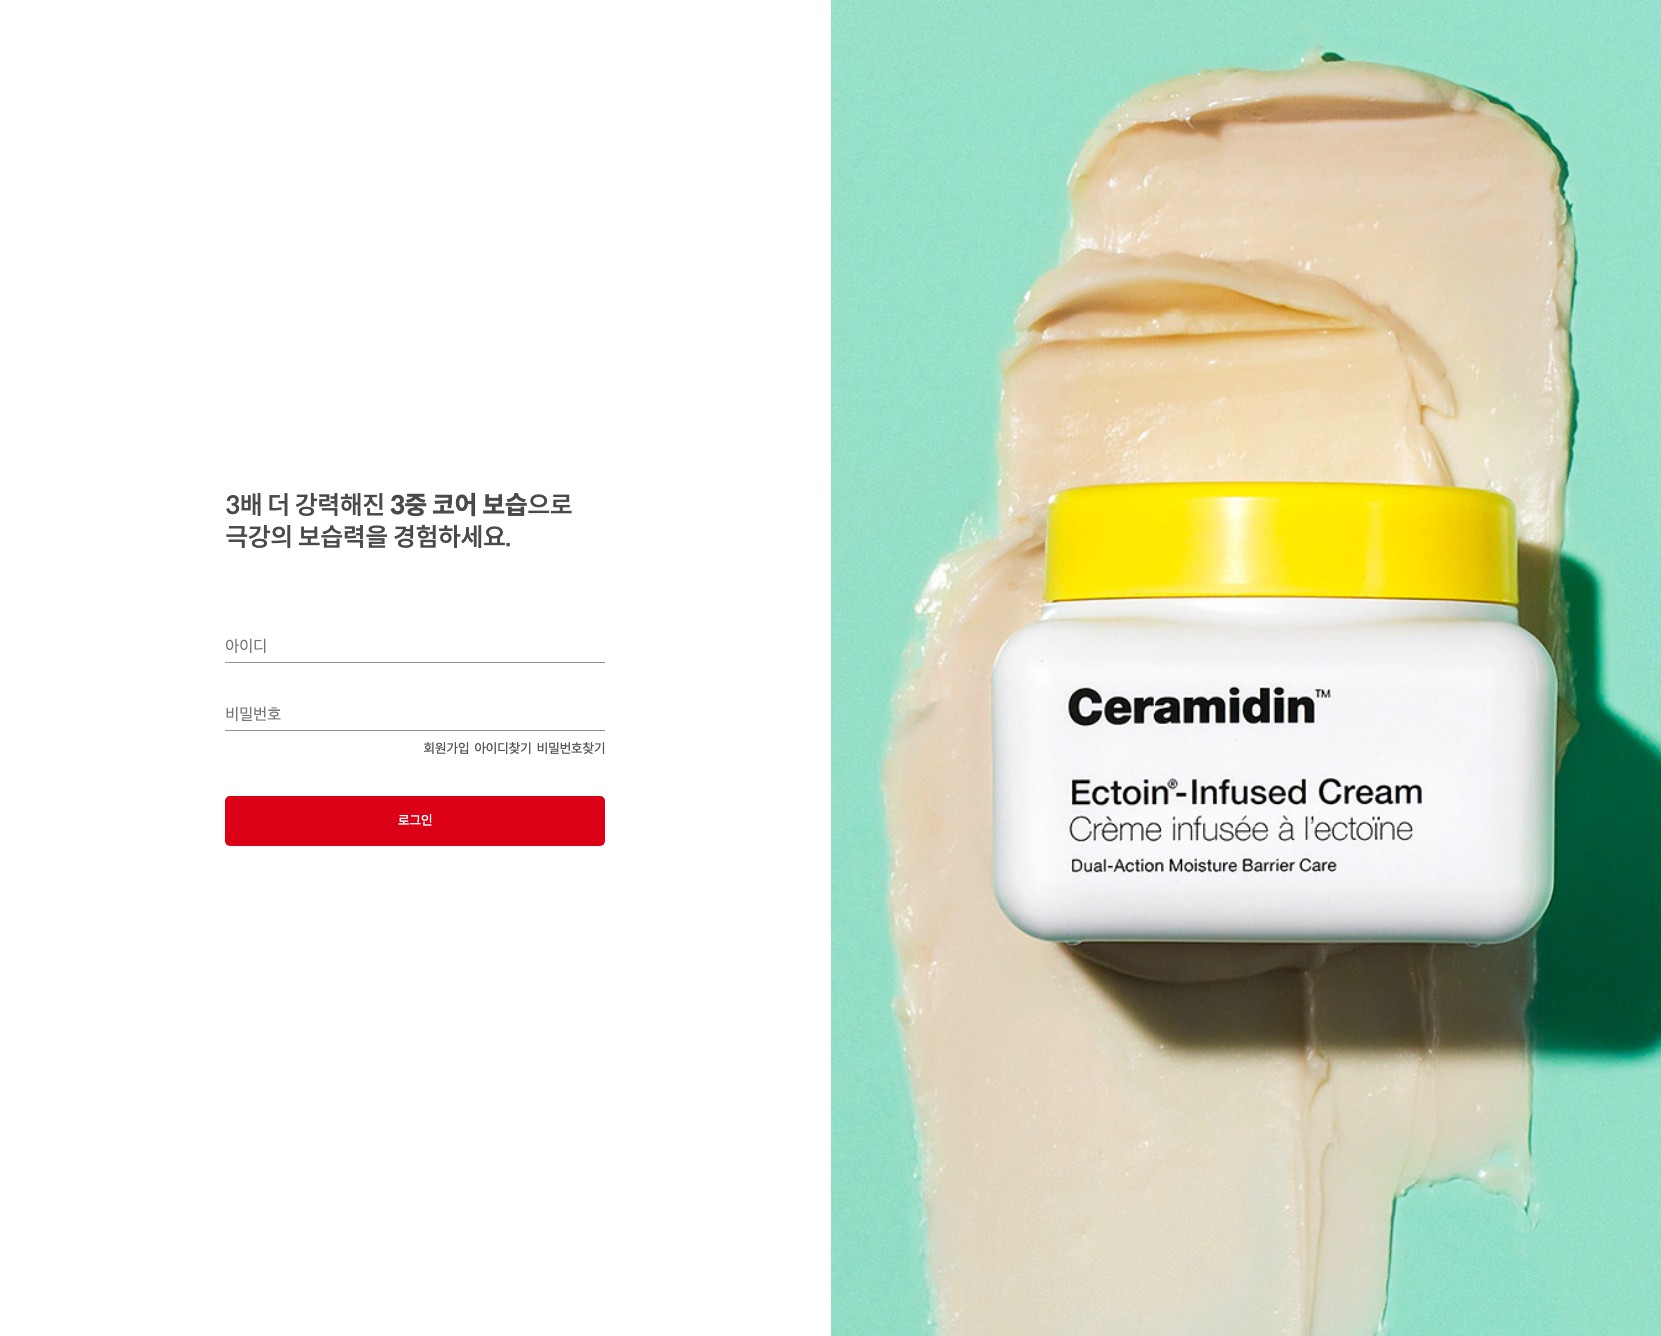 3배 더 강력해진 3중 코어 보습으로
극강의 보습력을 경험하세요.
아이디
비밀번호
회원가입 아이디찾기 비밀번호찾기
로그인
Ceramidin™
Ectoin®-Infused Cream
Crème infusée à l'ectoïne
Dual-Action Moisture Barrier Care